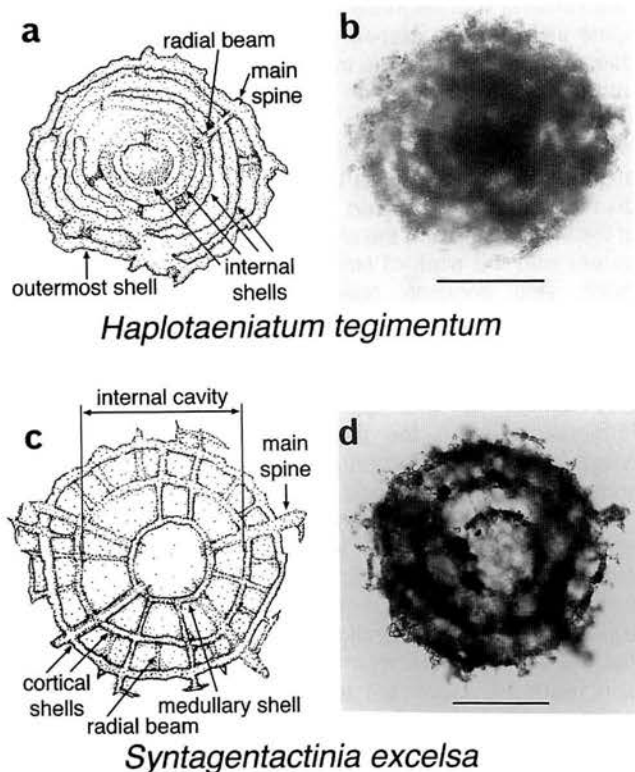 a
radial beam
main
spine
b
internal
shells
outermost shell
Haplotaeniatum tegimentum
internal cavity
c
d
main
spine
cortical
shells
medullary shell
radial beam
Syntagentactinia excelsa